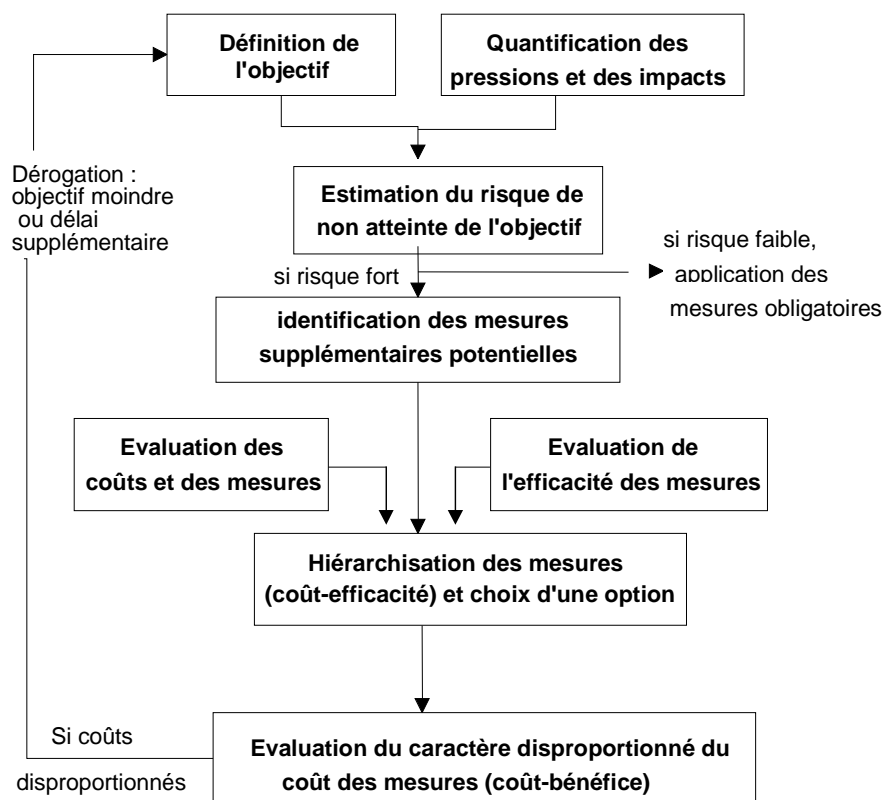 Définition de
l'objectif
Quantification des
pressions et des impacts
Dérogation :
objectif moindre
ou délai
supplémentaire
Estimation du risque de
non atteinte de l'objectif
si risque faible,
application des
mesures obligatoires
si risque fort
identification des mesures
supplémentaires potentielles
Evaluation des
coûts et des mesures
Evaluation de
l'efficacité des mesures
Hiérarchisation des mesures
(coût-efficacité) et choix d'une option
Si coûts
disproportionnés
Evaluation du caractère disproportionné du
coût des mesures (coût-bénéfice)